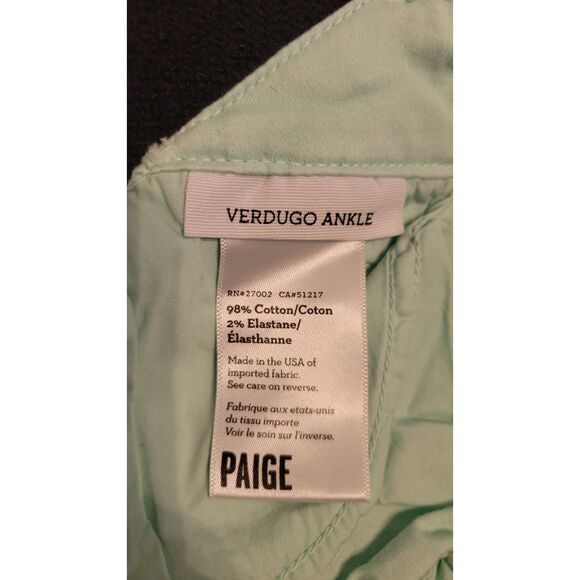 VERDUGO ANKLE
RN#27002 CA#51217
98% Cotton/Coton
2% Elastane/
Élasthanne
Made in the USA of
imported fabric.
See care on reverse.
Fabrique aux etats-unis
du tissu importe
Voir le soin sur l'inverse.
PAIGE